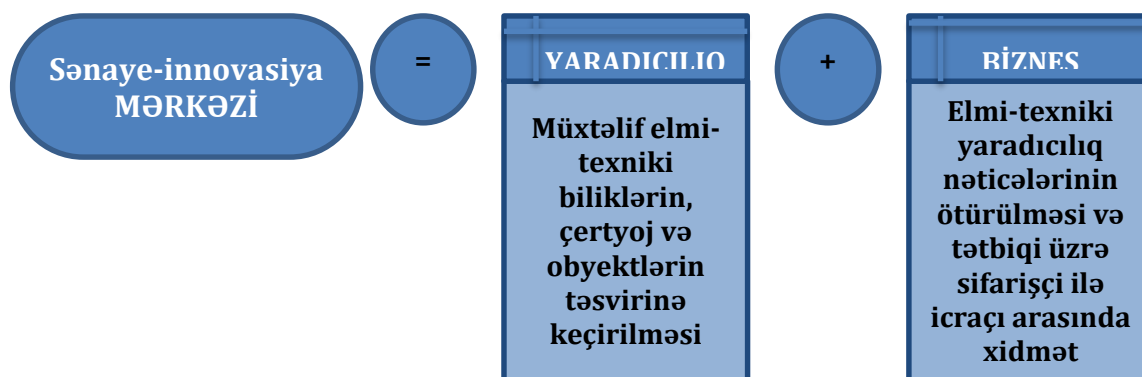 Sənaye-innovasiya
MƏRKƏZİ
=
YARADICILIQ
Müxtəlif elmi-
texniki
biliklərin,
çertyoj və
obyektlərin
təsvirinə
keçirilməsi
+
BİZNES
Elmi-texniki
yaradıcılıq
nəticələrinin
ötürülməsi və
tətbiqi üzrə
sifarişçi ilə
icraçı arasında
xidmət